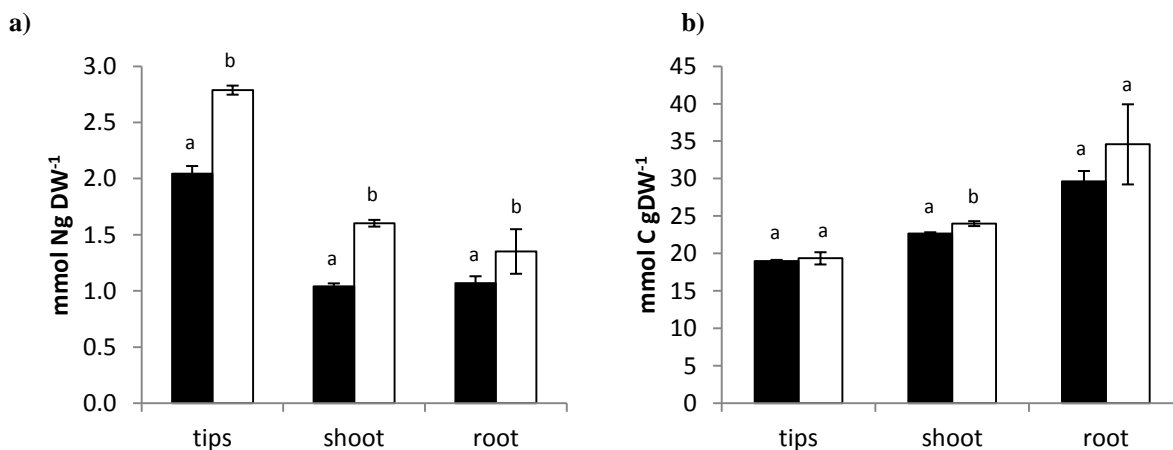 a)
mmol Ng DW-1
3.0
2.5
2.0
1.5
1.0
0.5
0.0
a
b
a
b
a
b
tips shoot root
b)
mmol C gDW-1
45
40
35
30
25
20
15
10
5
0
a
a
a
b
a
a
tips shoot root